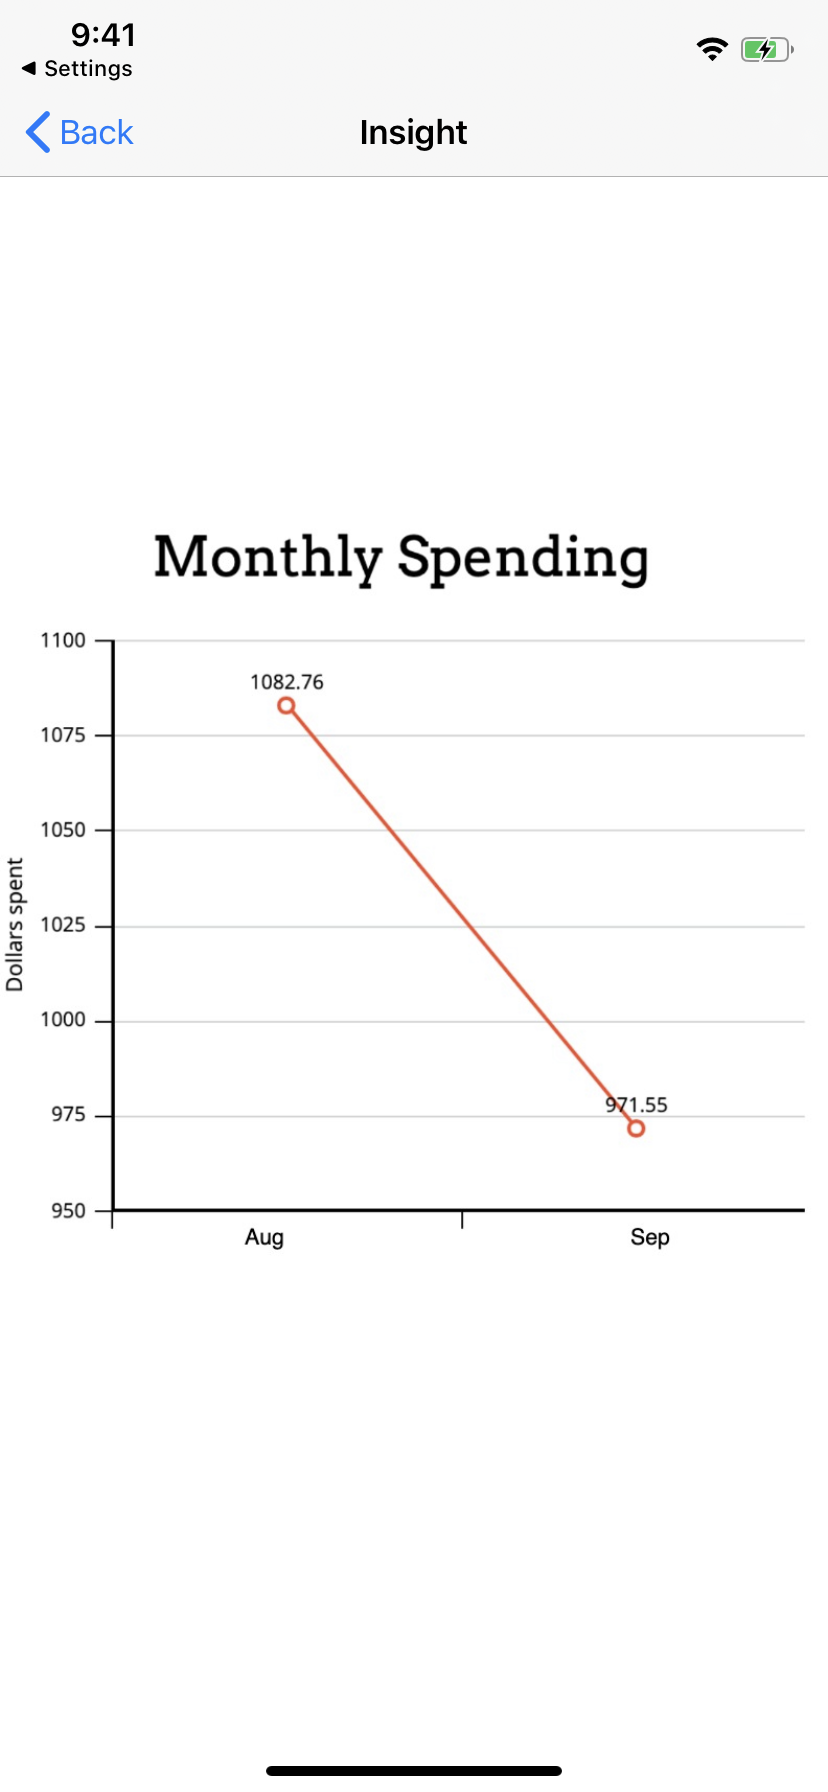 9:41
◀ Settings
Back
Insight
Monthly Spending
1100
1082.76
1075
1050
Dollars spent
1025
1000
971.55
975
950
Aug Sep